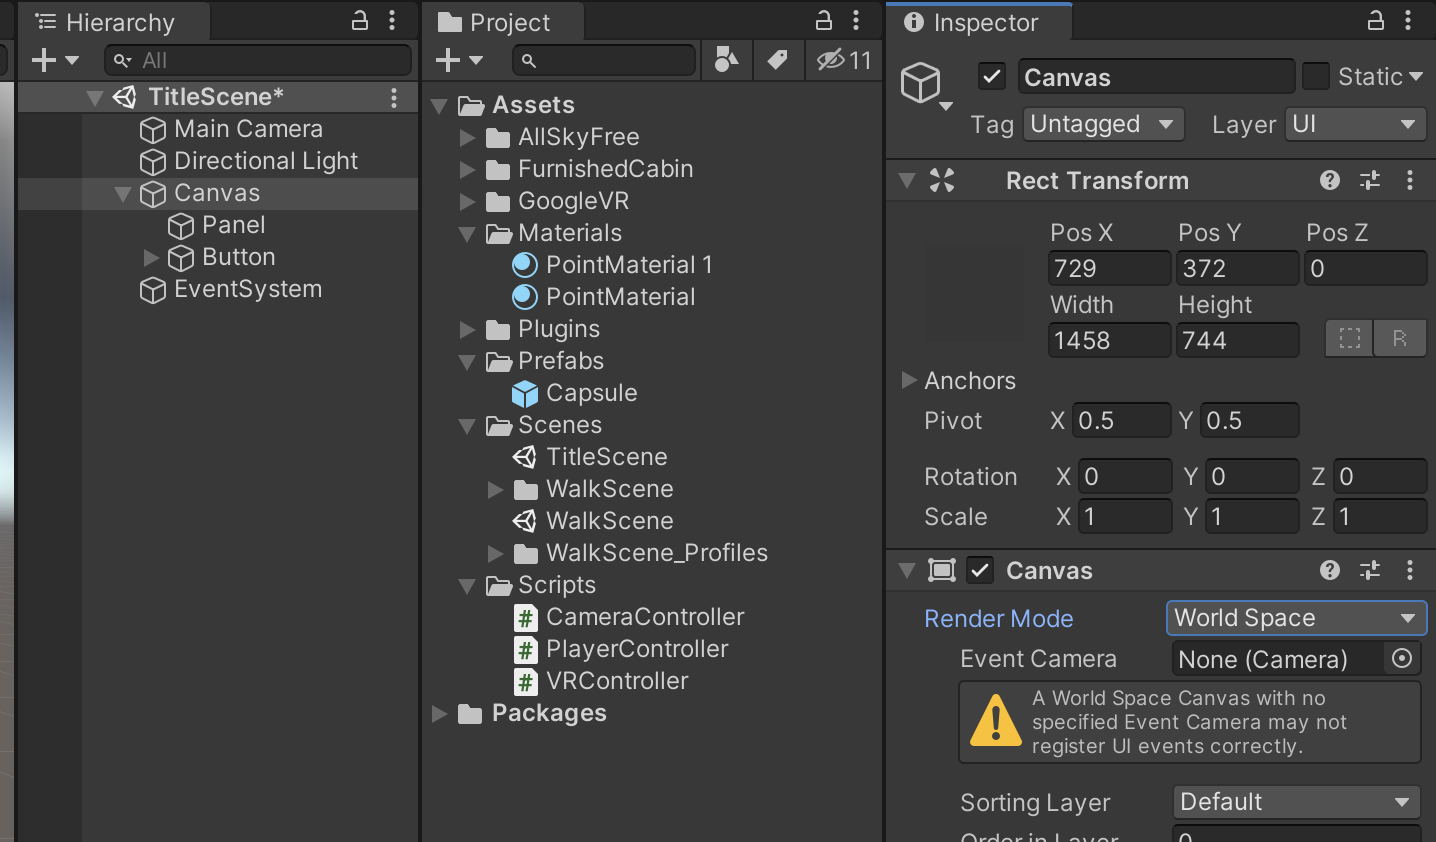 Hierarchy
All
TitleScene*
Main Camera
Directional Light
Canvas
Panel
Button
EventSystem
Project
11
Assets
AllSkyFree
FurnishedCabin
GoogleVR
Materials
PointMaterial 1
PointMaterial
Plugins
Prefabs
Capsule
Scenes
TitleScene
WalkScene
WalkScene
WalkScene_Profiles
Scripts
# CameraController
# PlayerController
# VRController
Packages
Inspector
Canvas Static
Tag Untagged Layer UI
Rect Transform
Pos X Pos Y Pos Z
729 372 0
Width Height
1458 744 R
Anchors
Pivot X 0.5 Y 0.5
Rotation X 0 Y 0 Z 0
Scale X 1 Y 1 Z 1
Canvas
Render Mode World Space
Event Camera None (Camera)
A World Space Canvas with no
specified Event Camera may not
register UI events correctly.
Sorting Layer Default
Order in Layer 0